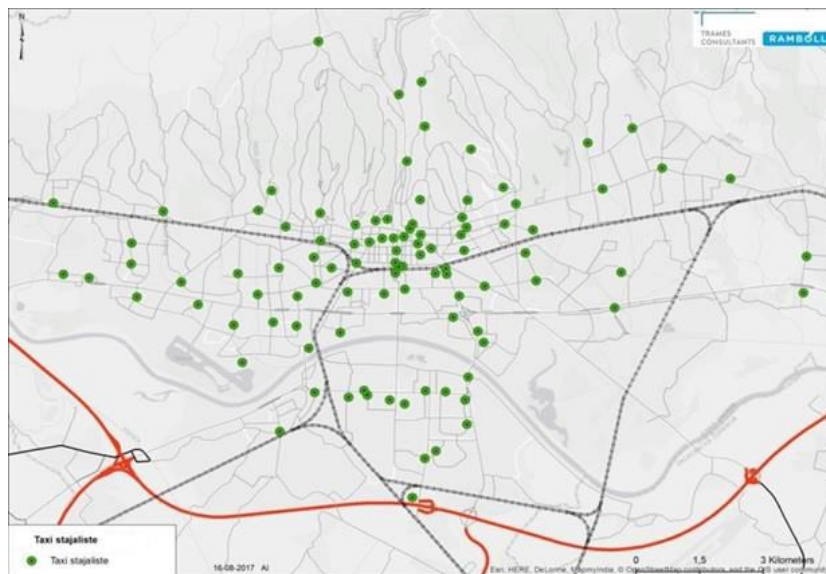 N
TRAMES
CONSULTANTS
RAMBOLL
Taxi stajaliste
Taxi stajaliste
16-08-2017 AI
0 1,5 3 Kilometers
Esri, HERE, DeLorme, MapmyIndia, © OpenStreetMap contributors, and the GIS user community